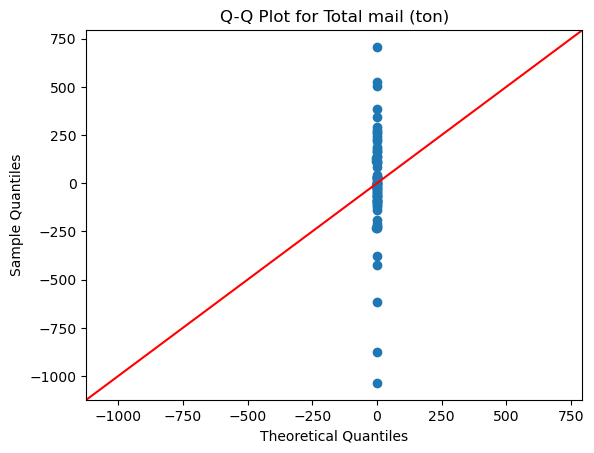 Q-Q Plot for Total mail (ton)
750
500
250
0
−250
−500
−750
−1000
Sample Quantiles
−1000 −750 −500 −250 0 250 500 750
Theoretical Quantiles